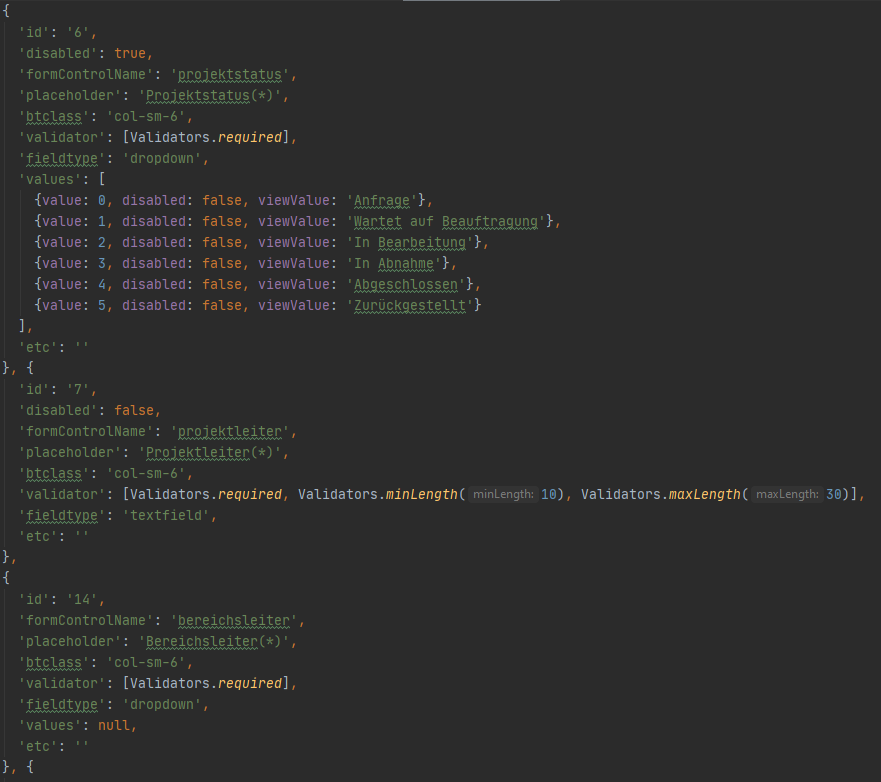 {
'id': '6',
'disabled': true,
'formControlName': 'projektstatus',
'placeholder': 'Projektstatus(*)',
'btclass': 'col-sm-6',
'validator': [Validators.required],
'fieldtype': 'dropdown',
'values': [
{value: 0, disabled: false, viewValue: 'Anfrage'},
{value: 1, disabled: false, viewValue: 'Wartet auf Beauftragung'},
{value: 2, disabled: false, viewValue: 'In Bearbeitung'},
{value: 3, disabled: false, viewValue: 'In Abnahme'},
{value: 4, disabled: false, viewValue: 'Abgeschlossen'},
{value: 5, disabled: false, viewValue: 'Zurückgestellt'}
],
'etc': ''
}, {
'id': '7',
'disabled': false,
'formControlName': 'projektleiter',
'placeholder': 'Projektleiter(*)',
'btclass': 'col-sm-6',
'validator': [Validators.required, Validators.minLength( minLength: 10), Validators.maxLength( maxLength: 30)],
'fieldtype': 'textfield',
'etc': ''
},
{
'id': '14',
'formControlName': 'bereichsleiter',
'placeholder': 'Bereichsleiter(*)',
'btclass': 'col-sm-6',
'validator': [Validators.required],
'fieldtype': 'dropdown',
'values': null,
'etc': ''
}, {